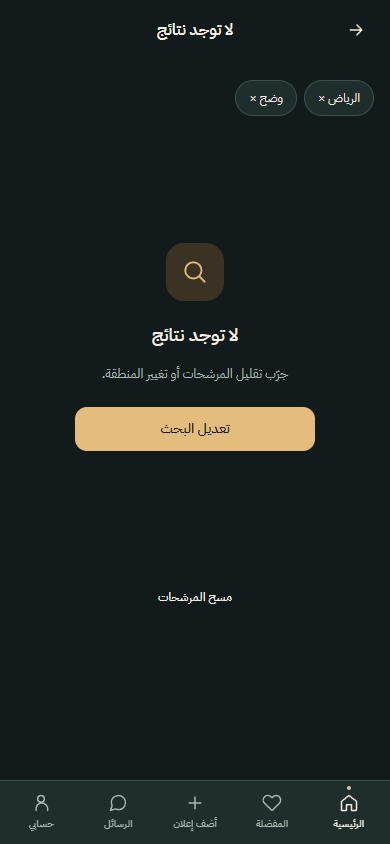 لا توجد نتائج
الرياض ×
وضح ×
لا توجد نتائج
جرّب تقليل المرشحات أو تغيير المنطقة.
تعديل البحث
مسح المرشحات
الرئيسية
المفضلة
أضف إعلان
الرسائل
حسابي